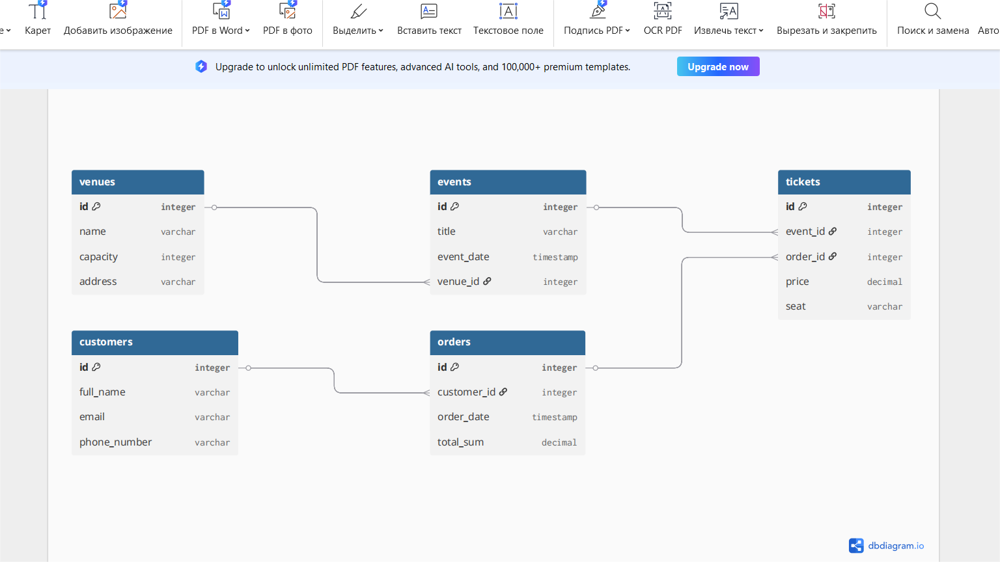 е Карет Добавить изображение PDF в Word PDF в фото Выделить Вставить текст Текстовое поле Подпись PDF OCR PDF Извлечь текст Вырезать и закрепить Поиск и замена Авто
Upgrade to unlock unlimited PDF features, advanced AI tools, and 100,000+ premium templates. Upgrade now
venues
id integer
name varchar
capacity integer
address varchar
events
id integer
title varchar
event_date timestamp
venue_id integer
tickets
id integer
event_id integer
order_id integer
price decimal
seat varchar
customers
id integer
full_name varchar
email varchar
phone_number varchar
orders
id integer
customer_id integer
order_date timestamp
total_sum decimal
dbdiagram.io